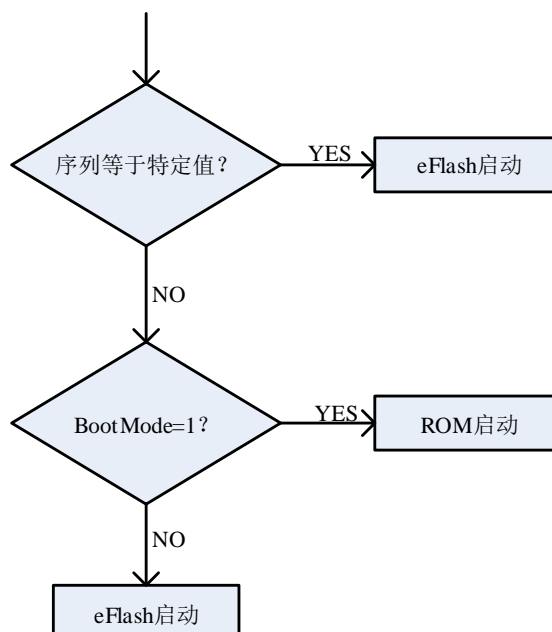 序列等于特定值？
YES
eFlash启动
NO
BootMode=1？
YES
ROM启动
NO
eFlash启动